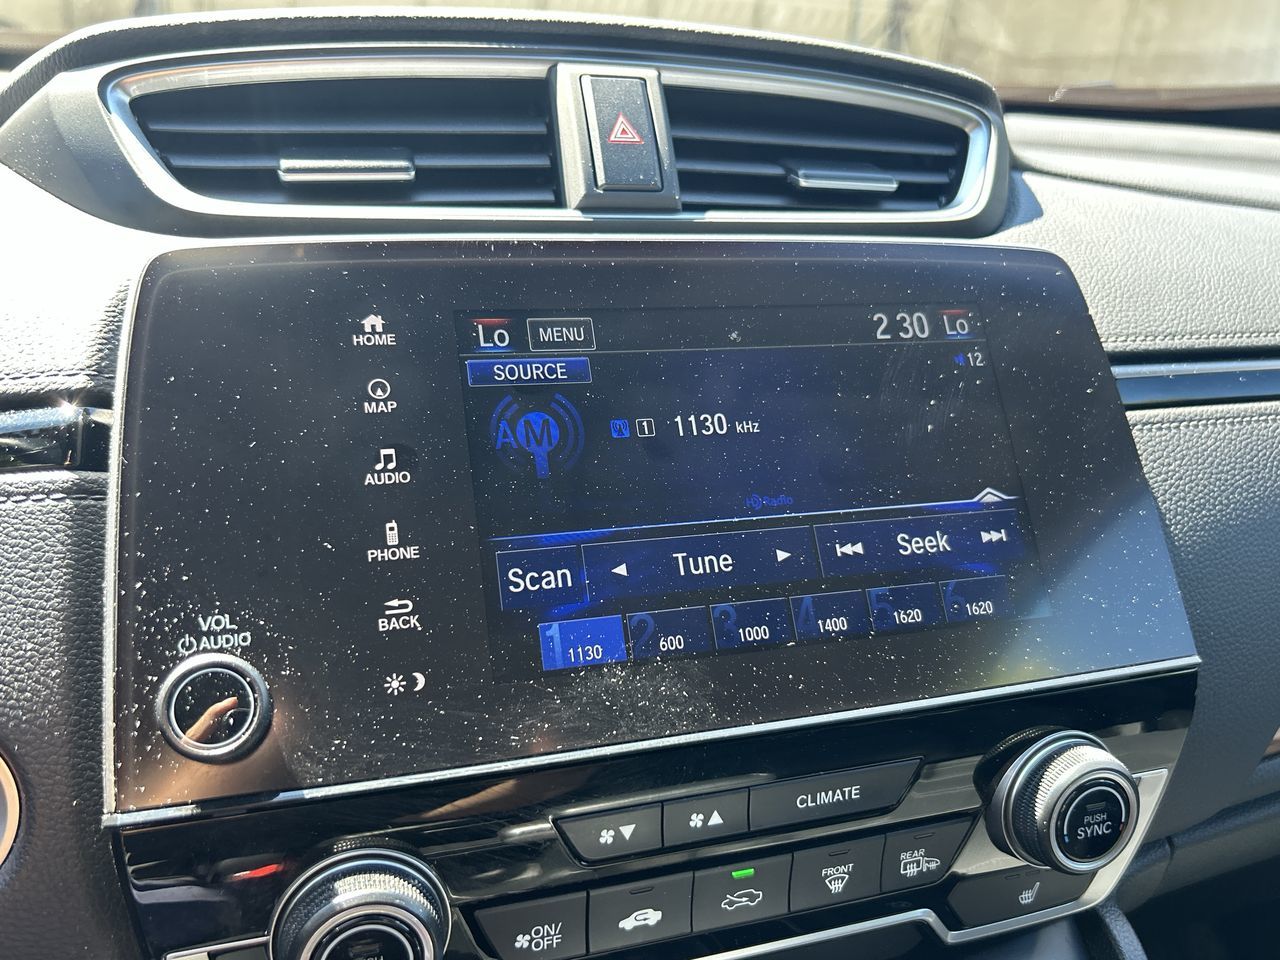 HOME
MAP
AUDIO
PHONE
BACK
VOL
AUDIO
Lo MENU 2 30 Lo
SOURCE 12
AM 1 1130 kHz
HD Radio
Scan Tune Seek
1 1130 2 600 3 1000 4 1400 5 1620 6 1620
CLIMATE
PUSH
SYNC
ON/
OFF
FRONT
REAR